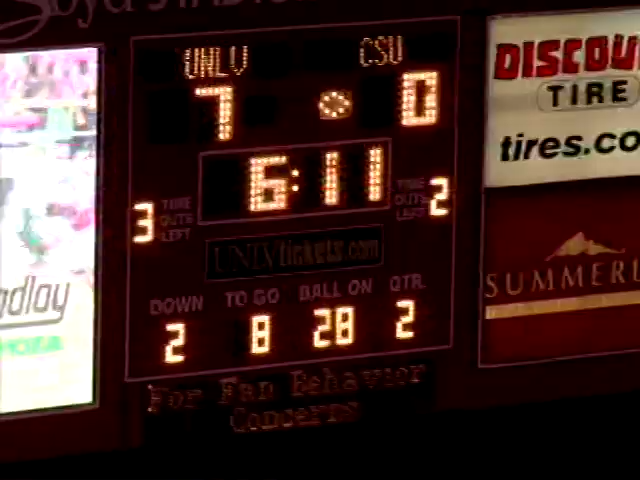 UNLV CSU
7 0
6:11
3 TIME OUTS LEFT
TIME OUTS LEFT 2
UNLVtickets.com
DOWN TO GO BALL ON QTR.
2 8 28 2
For Fan Behavior
Concerns
DISCOU
TIRE
tires.co
SUMMERL